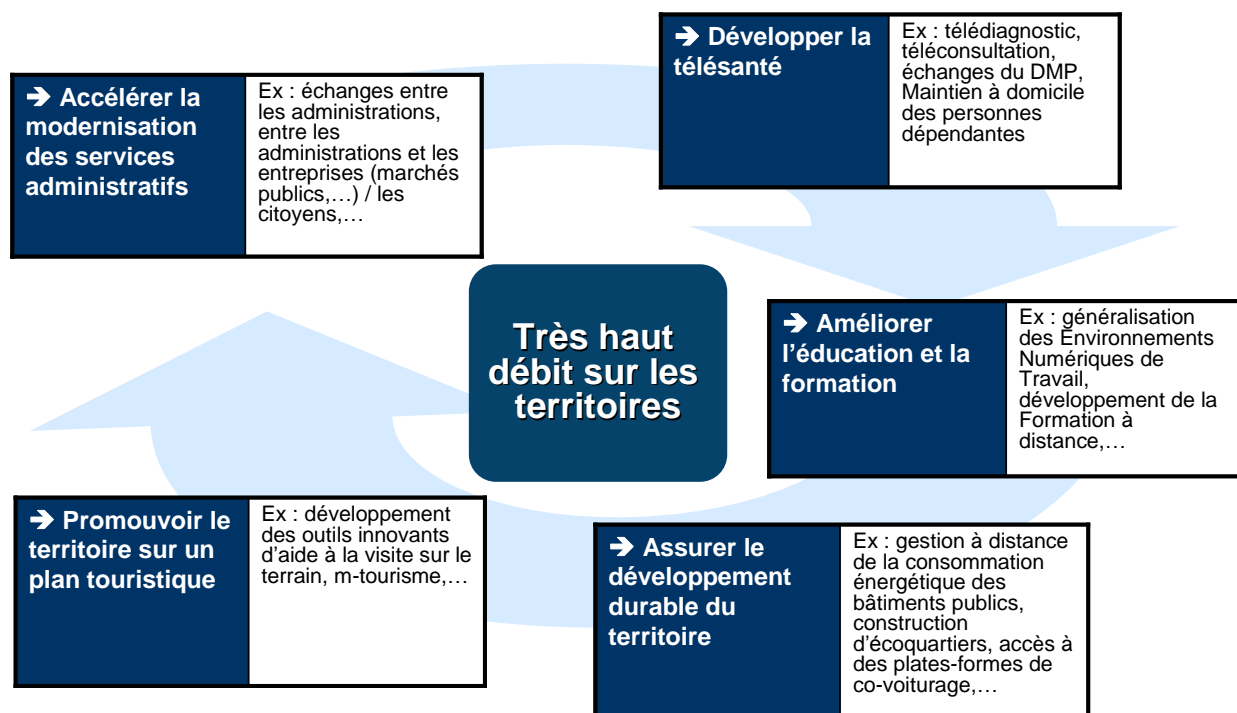 ➔ Développer la
télésanté
Ex : télédiagnostic,
téléconsultation,
échanges du DMP,
Maintien à domicile
des personnes
dépendantes
➔ Accélérer la
modernisation
des services
administratifs
Ex : échanges entre
les administrations,
entre les
administrations et les
entreprises (marchés
publics,…) / les
citoyens,…
Très haut
débit sur les
territoires
➔ Améliorer
l’éducation et la
formation
Ex : généralisation
des Environnements
Numériques de
Travail,
développement de la
Formation à
distance,…
➔ Promouvoir le
territoire sur un
plan touristique
Ex : développement
des outils innovants
d’aide à la visite sur le
terrain, m-tourisme,…
➔ Assurer le
développement
durable du
territoire
Ex : gestion à distance
de la consommation
énergétique des
bâtiments publics,
construction
d’écoquartiers, accès à
des plates-formes de
co-voiturage,…